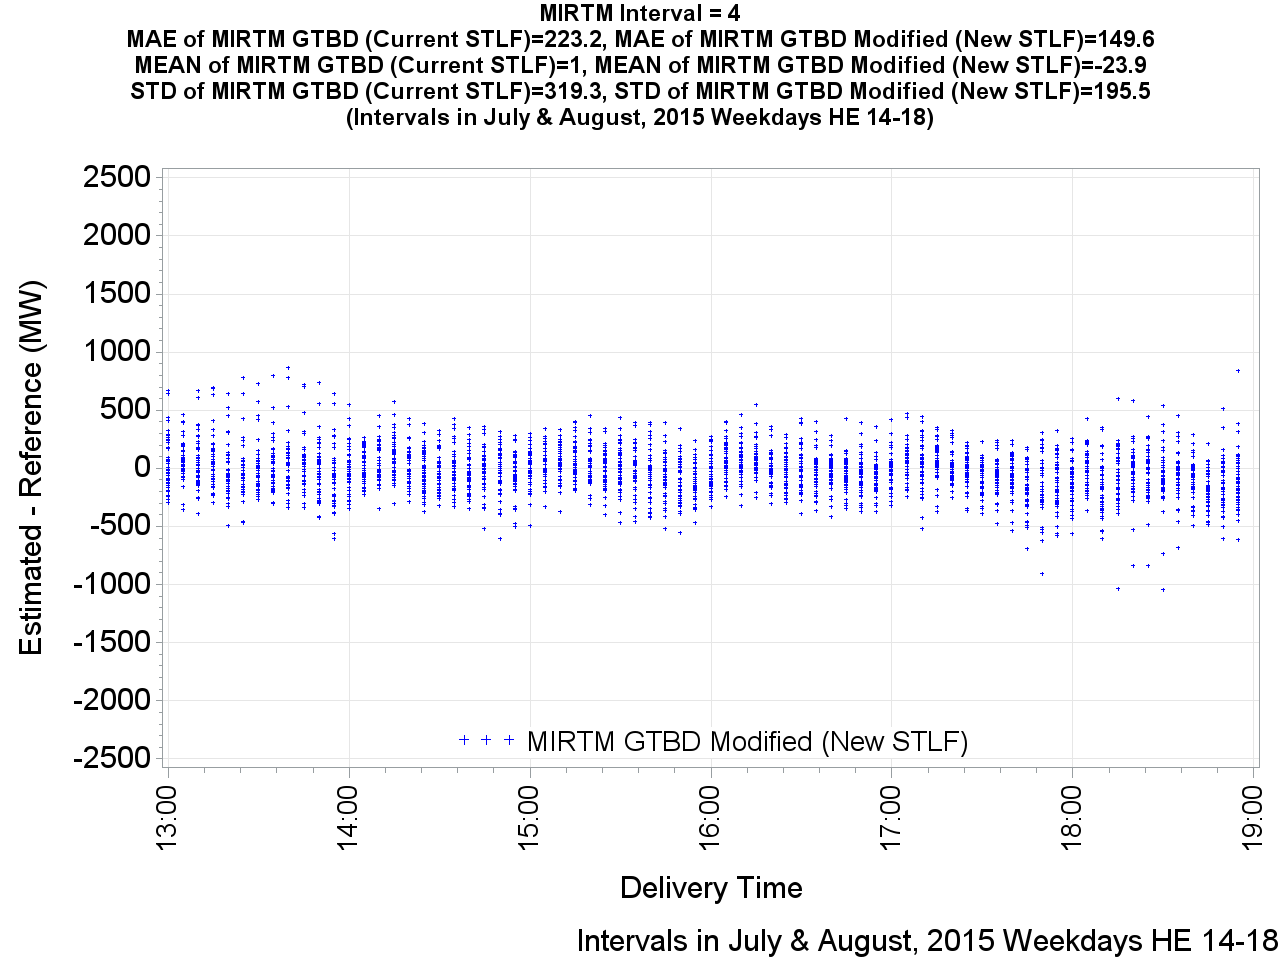 MIRTM Interval = 4
MAE of MIRTM GTBD (Current STLF)=223.2, MAE of MIRTM GTBD Modified (New STLF)=149.6
MEAN of MIRTM GTBD (Current STLF)=1, MEAN of MIRTM GTBD Modified (New STLF)=-23.9
STD of MIRTM GTBD (Current STLF)=319.3, STD of MIRTM GTBD Modified (New STLF)=195.5
(Intervals in July & August, 2015 Weekdays HE 14-18)
Estimated - Reference (MW)
2500
2000
1500
1000
500
0
-500
-1000
-1500
-2000
-2500
MIRTM GTBD Modified (New STLF)
13:00
14:00
15:00
16:00
17:00
18:00
19:00
Delivery Time
Intervals in July & August, 2015 Weekdays HE 14-18